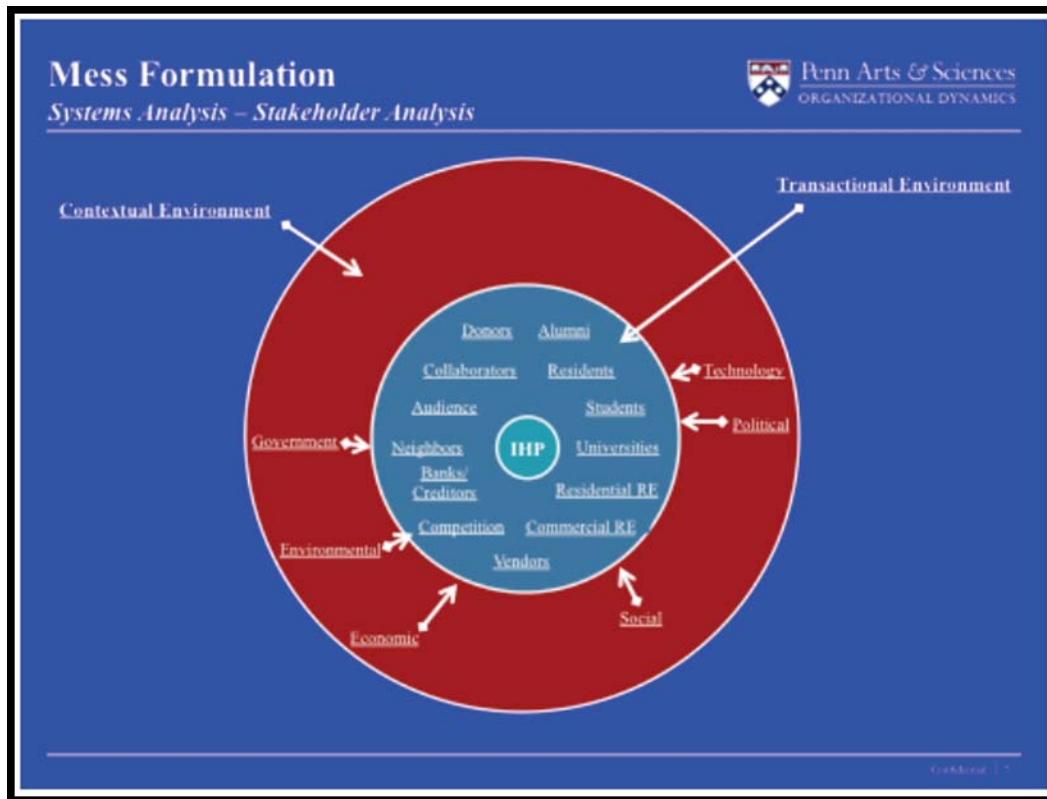 Mess Formulation
Systems Analysis – Stakeholder Analysis
Penn Arts & Sciences
ORGANIZATIONAL DYNAMICS
Contextual Environment
Transactional Environment
Donors
Alumni
Collaborators
Residents
Technology
Audience
Students
Political
Government
Neighbors
IHP
Universities
Banks/
Creditors
Residential RE
Competition
Commercial RE
Environmental
Vendors
Social
Economic
Confidential